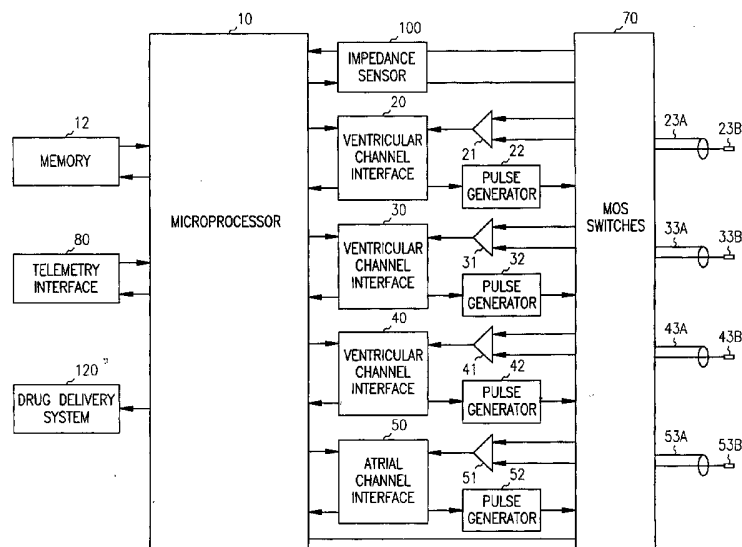 10
100
70
IMPEDANCE
SENSOR
20
12
MEMORY
VENTRICULAR
CHANNEL
INTERFACE
21
22
PULSE
GENERATOR
23A
23B
MICROPROCESSOR
MOS
SWITCHES
30
80
TELEMETRY
INTERFACE
VENTRICULAR
CHANNEL
INTERFACE
31
32
PULSE
GENERATOR
33A
33B
40
120
DRUG DELIVERY
SYSTEM
VENTRICULAR
CHANNEL
INTERFACE
41
42
PULSE
GENERATOR
43A
43B
50
ATRIAL
CHANNEL
INTERFACE
51
52
PULSE
GENERATOR
53A
53B